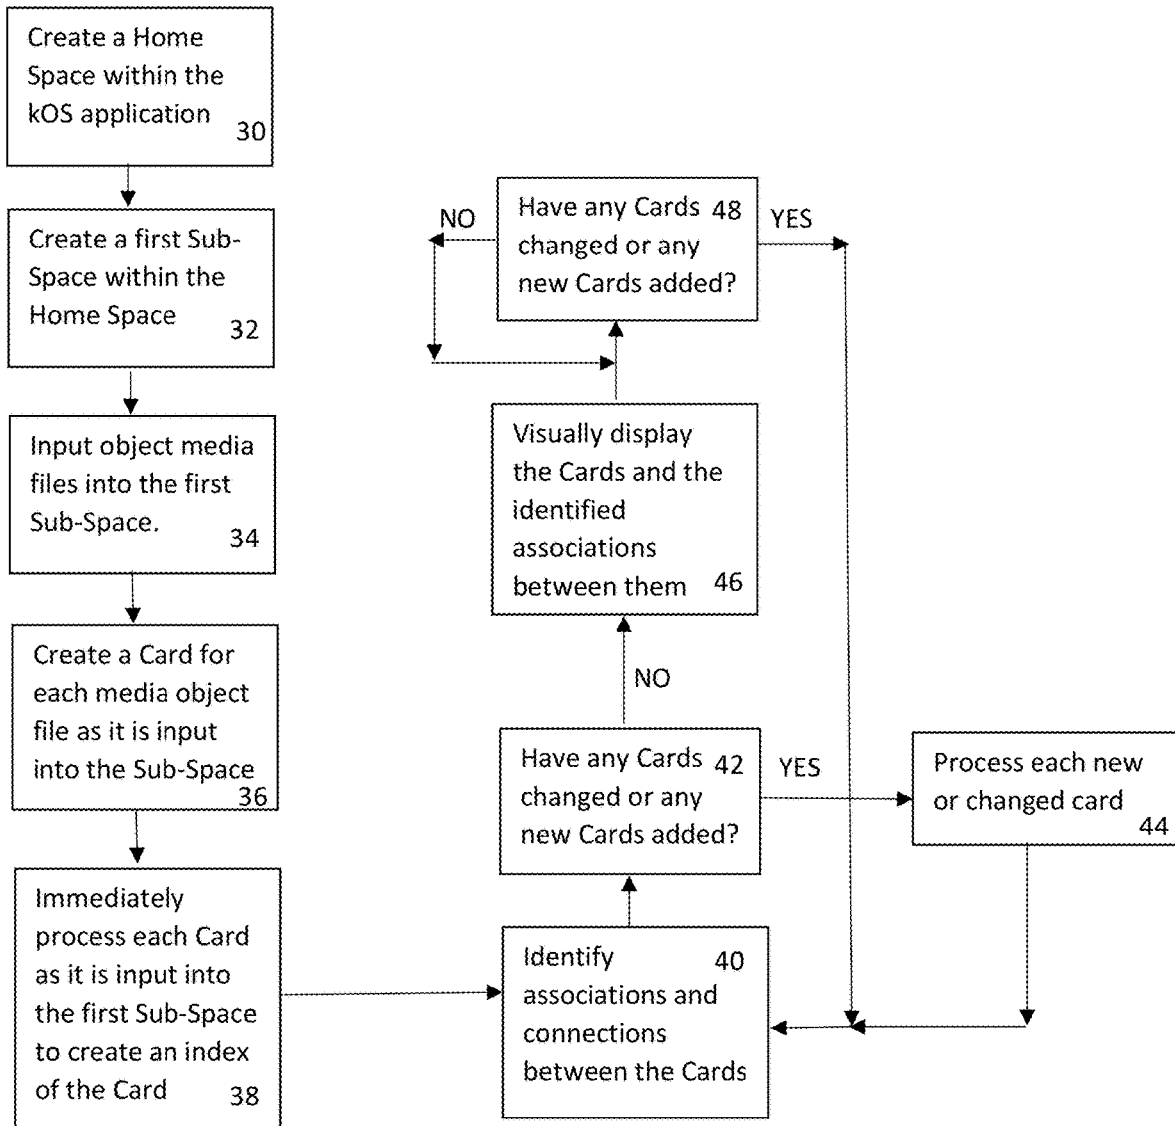 Create a Home
Space within the
kOS application
30
Create a first Sub-
Space within the
Home Space
32
Input object media
files into the first
Sub-Space.
34
Create a Card for
each media object
file as it is input
into the Sub-Space
36
Immediately
process each Card
as it is input into
the first Sub-Space
to create an index
of the Card
38
Identify 40
associations and
connections
between the Cards
Have any Cards 42
changed or any
new Cards added?
YES
Process each new
or changed card
44
NO
Visually display
the Cards and the
identified
associations
between them 46
Have any Cards 48
changed or any
new Cards added?
NO
YES